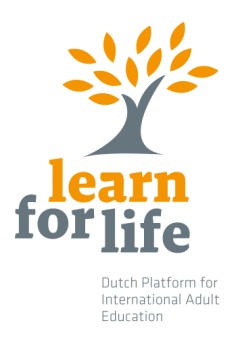 learn
for life
Dutch Platform for
International Adult
Education